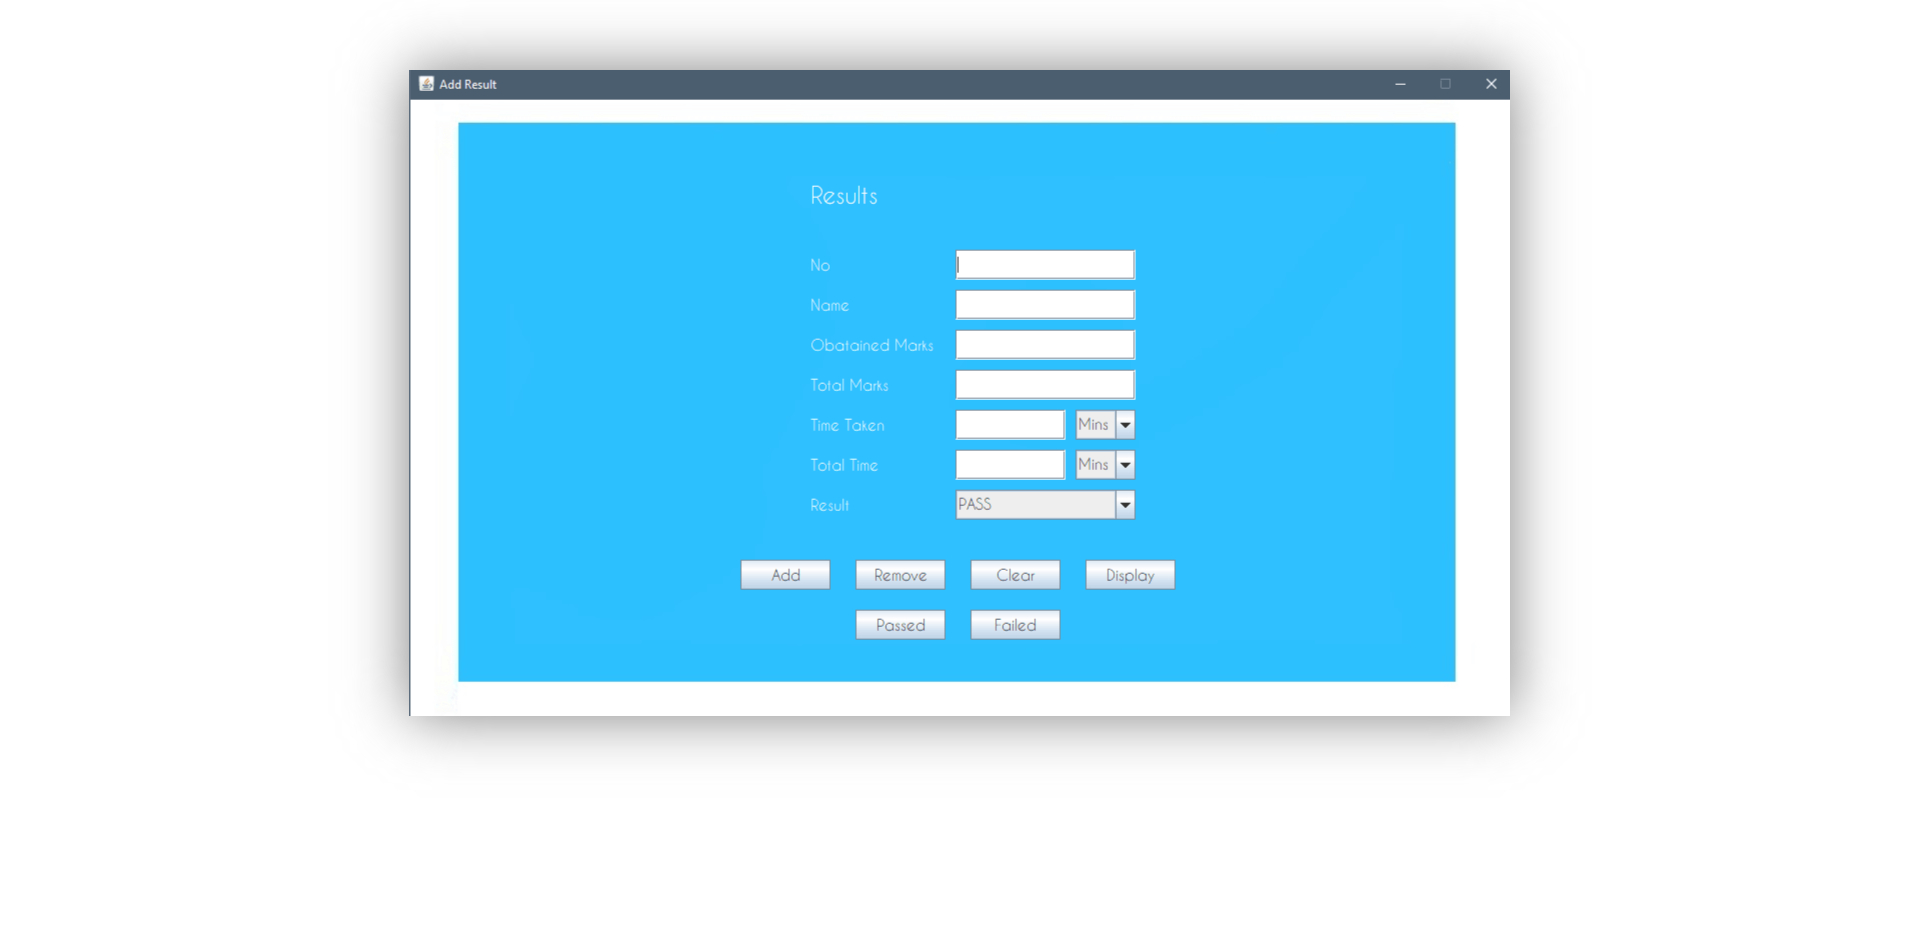 Add Result
Results
No
Name
Obatained Marks
Total Marks
Time Taken Mins
Total Time Mins
Result PASS
Add Remove Clear Display
Passed Failed